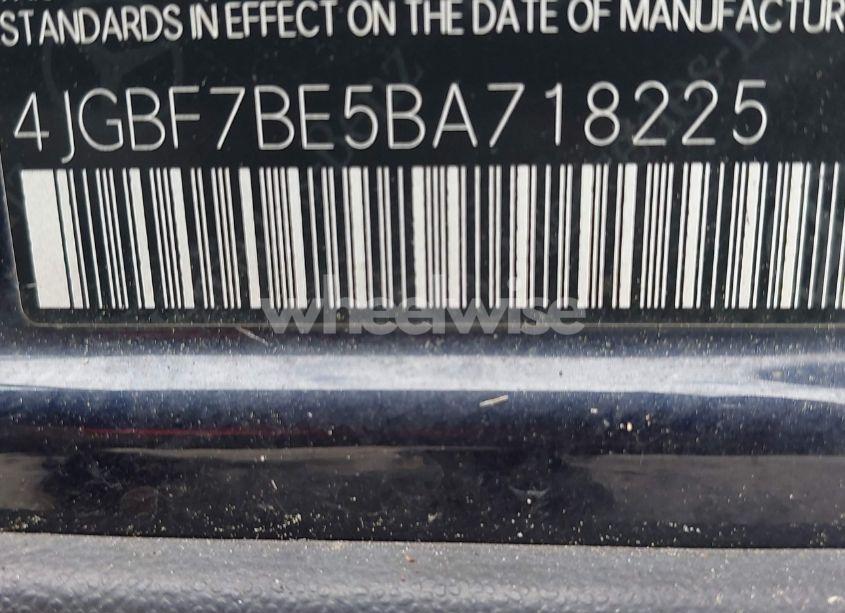 STANDARDS IN EFFECT ON THE DATE OF MANUFACTUR
4JGBF7BE5BA718225
wheelwise